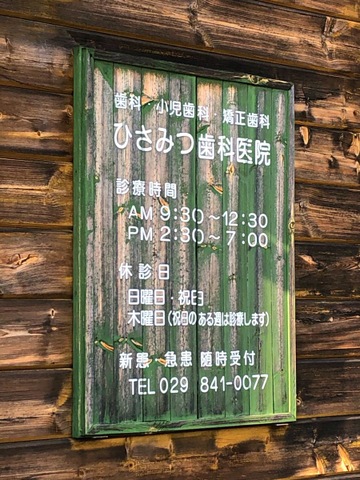 歯科・小児歯科・矯正歯科
ひさみつ歯科医院
診療時間
AM 9:30〜12:30
PM 2:30〜7:00
休診日
日曜日・祝日
木曜日(祝日のある週は診療します)
新患・急患 随時受付
TEL 029 841-0077